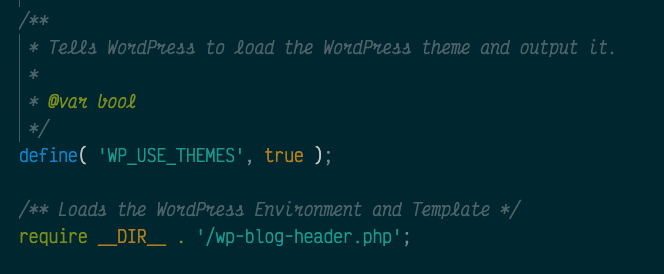 /**
 * Tells WordPress to load the WordPress theme and output it.
 *
 * @var bool
 */
define( 'WP_USE_THEMES', true );
/** Loads the WordPress Environment and Template */
require __DIR__ . '/wp-blog-header.php';